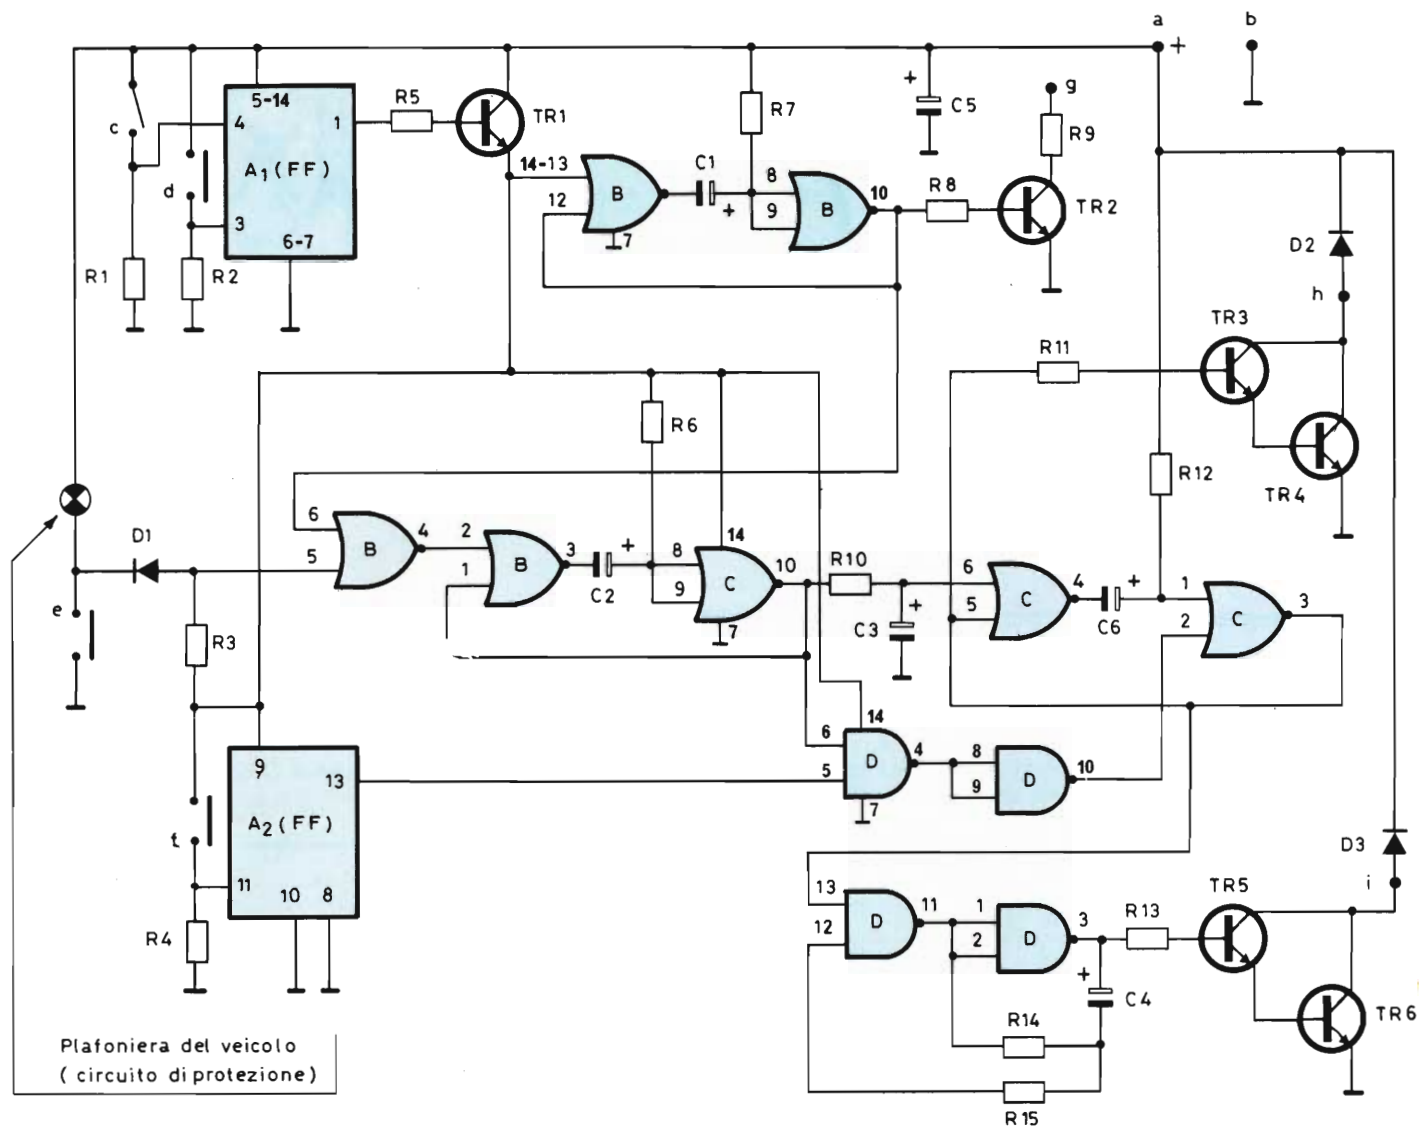 a + b
c
d
4
5-14
1
A1 (FF)
3
6-7
R1
R2
R5
TR1
14-13
12
B
7
C1
+
R7
8
9
B
10
R8
+
C5
g
R9
TR2
D2
h
TR3
R11
TR4
R12
R6
6
5
B
4
2
1
B
3
C2
+
8
9
14
C
7
10
R10
+
C3
6
5
C
4
C6
+
1
2
C
3
D1
e
R3
9
13
A2 (FF)
11
10
8
R4
6
5
14
D
7
4
8
9
D
10
13
12
D
11
1
2
D
3
+
C4
R13
R14
R15
TR5
TR6
D3
i
Plafoniera del veicolo
( circuito di protezione)